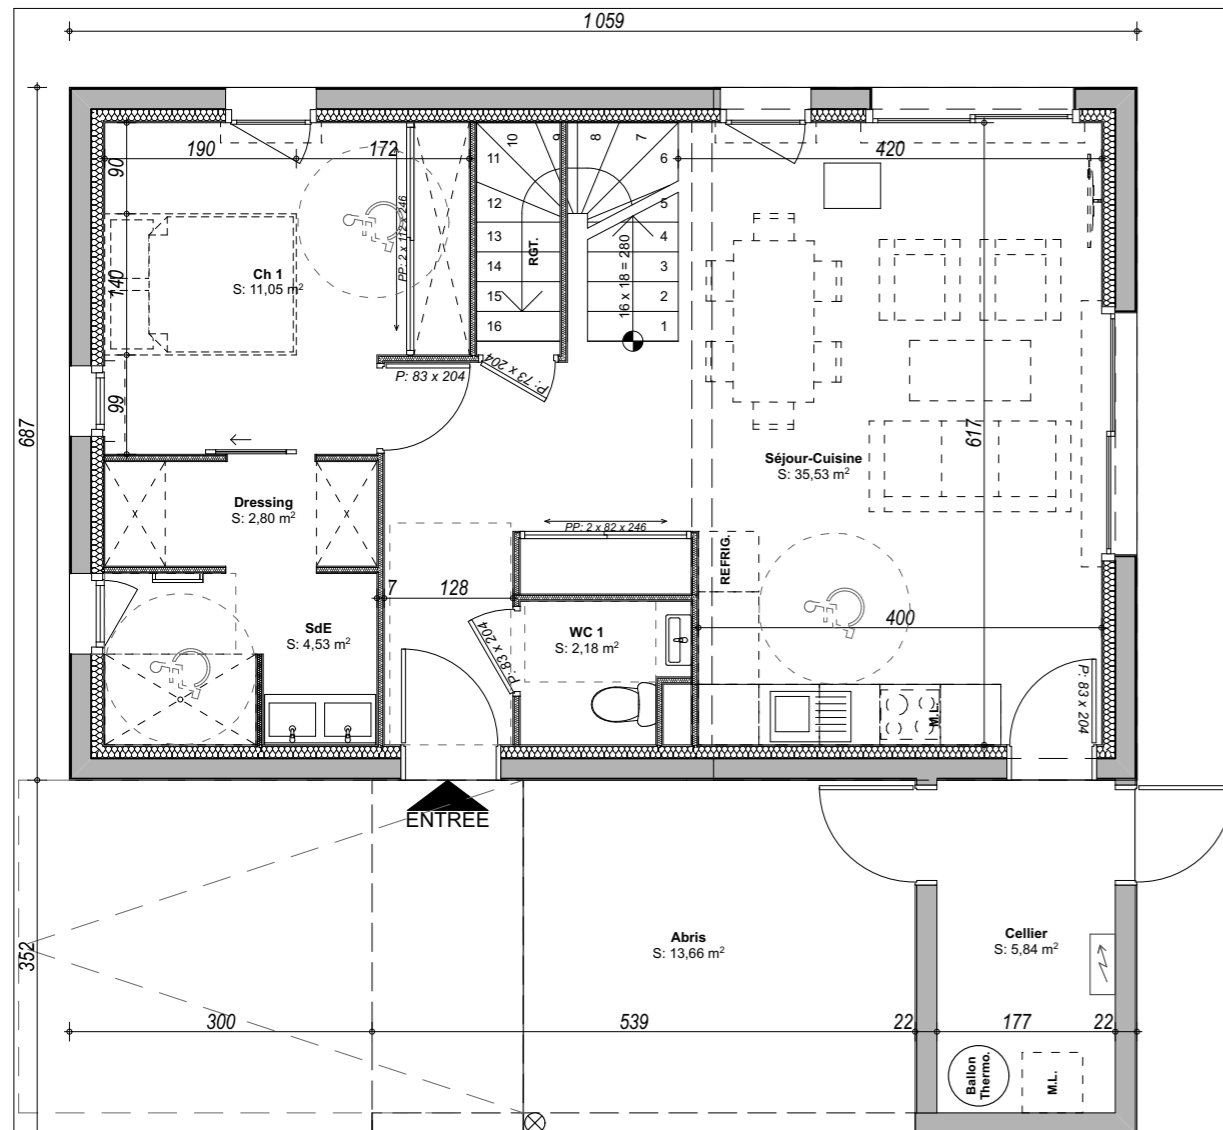 1 059
190
172
420
90
10
9
8
7
11
6
12
5
13
4
14
3
15
2
16
1
RGT.
16 x 18 = 280
PP: 2 x 112 x 246
Ch 1
S: 11,05 m²
140
99
P: 83 x 204
P: 73 x 204
687
617
Séjour-Cuisine
S: 35,53 m²
Dressing
S: 2,80 m²
PP: 2 x 82 x 246
REFRIG.
7
128
SdE
S: 4,53 m²
WC 1
S: 2,18 m²
P: 83 x 204
400
M.L.
P: 83 x 204
ENTREE
352
Abris
S: 13,66 m²
Cellier
S: 5,84 m²
300
539
22
177
22
Ballon
Thermo.
M.L.